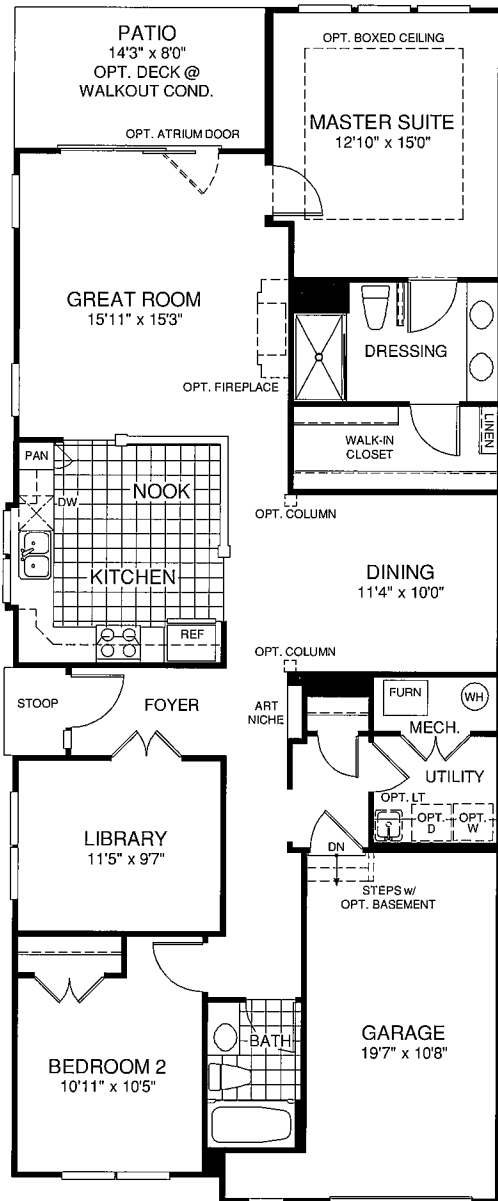 PATIO
14'3" x 8'0"
OPT. DECK @
WALKOUT COND.
OPT. BOXED CEILING
MASTER SUITE
12'10" x 15'0"
OPT. ATRIUM DOOR
GREAT ROOM
15'11" x 15'3"
OPT. FIREPLACE
DRESSING
WALK-IN
CLOSET
LINEN
PAN
DW
NOOK
KITCHEN
REF
OPT. COLUMN
DINING
11'4" x 10'0"
OPT. COLUMN
STOOP
FOYER
ART
NICHE
FURN
WH
MECH.
UTILITY
OPT. LT
OPT.
D
OPT.
W
LIBRARY
11'5" x 9'7"
DN
STEPS w/
OPT. BASEMENT
BATH
GARAGE
19'7" x 10'8"
BEDROOM 2
10'11" x 10'5"